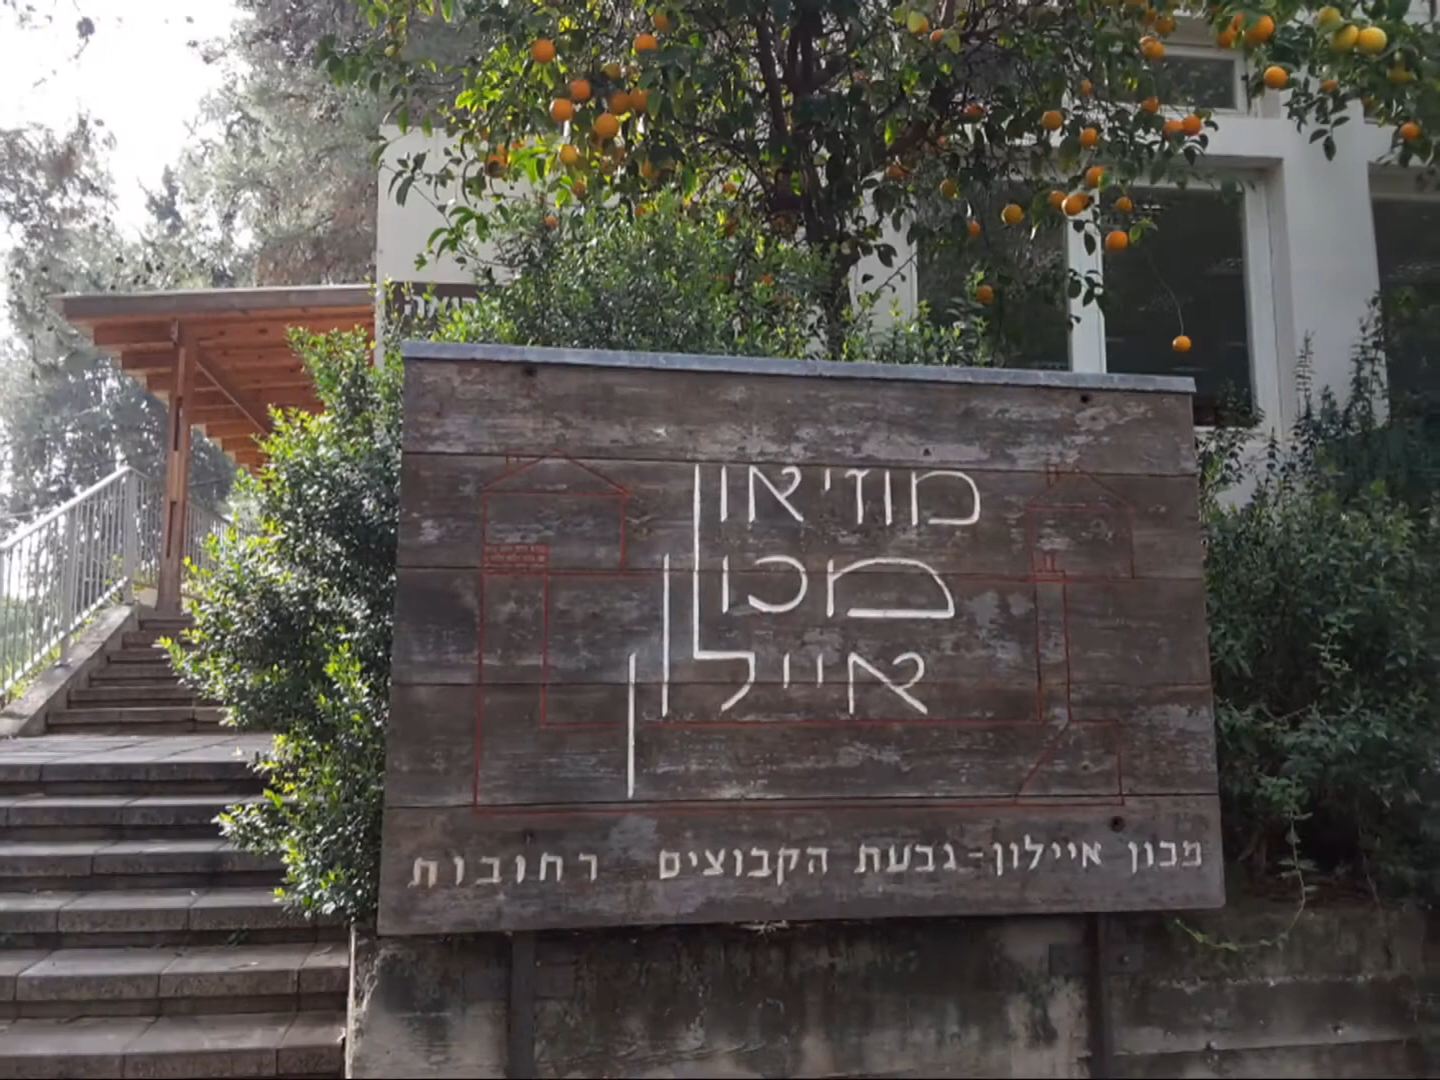 מוזיאון
מכון
איילון
מכון איילון-גבעת הקבוצים רחובות